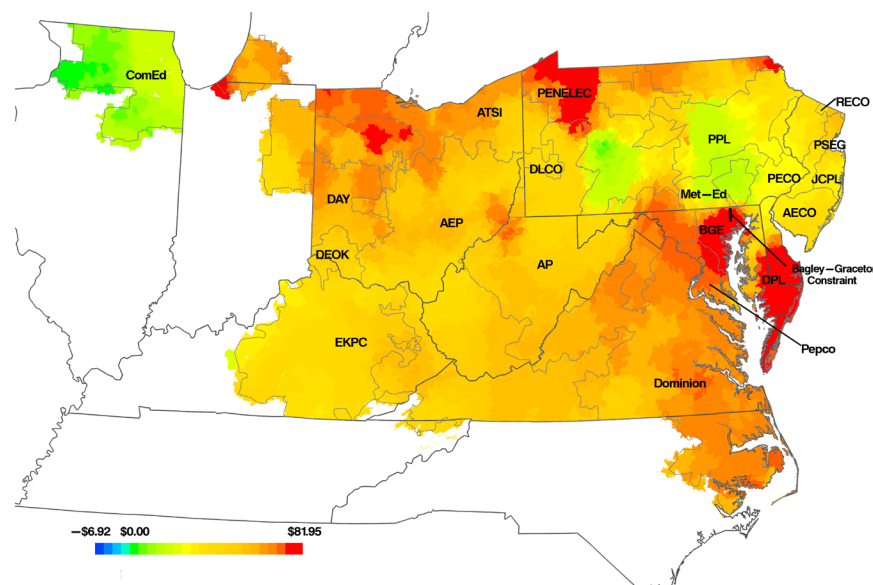 ComEd
PENELEC
ATSI
RECO
PPL
PSEG
DLCO
PECO
JCPL
Met—Ed
DAY
AECO
AEP
BGE
DEOK
AP
DPL
Bagley—Graceton
Constraint
EKPC
Pepco
Dominion
—$6.92 $0.00 $81.95